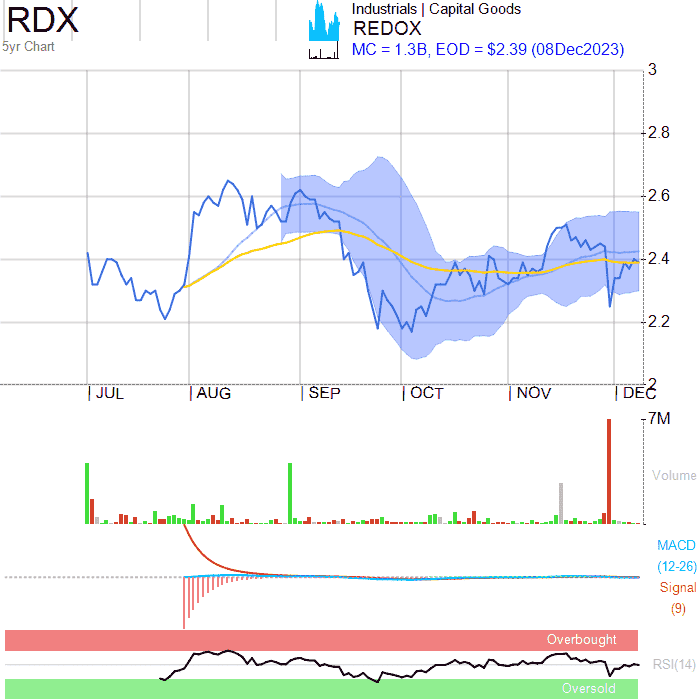 RDX
5yr Chart
Industrials | Capital Goods
REDOX
MC = 1.3B, EOD = $2.39 (08Dec2023)
3
2.8
2.6
2.4
2.2
2
JUL AUG SEP OCT NOV DEC
7M
Volume
MACD
(12-26)
Signal
(9)
Overbought
RSI(14)
Oversold